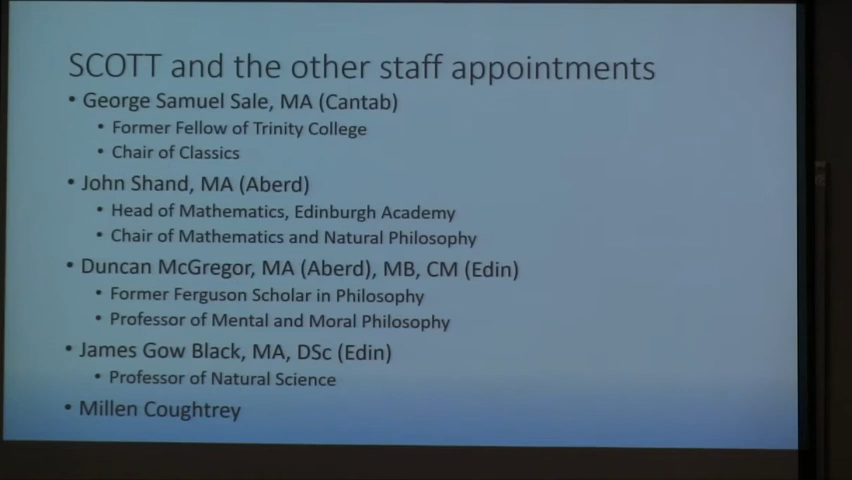 SCOTT and the other staff appointments
• George Samuel Sale, MA (Cantab)
• Former Fellow of Trinity College
• Chair of Classics
• John Shand, MA (Aberd)
• Head of Mathematics, Edinburgh Academy
• Chair of Mathematics and Natural Philosophy
• Duncan McGregor, MA (Aberd), MB, CM (Edin)
• Former Ferguson Scholar in Philosophy
• Professor of Mental and Moral Philosophy
• James Gow Black, MA, DSc (Edin)
• Professor of Natural Science
• Millen Coughtrey